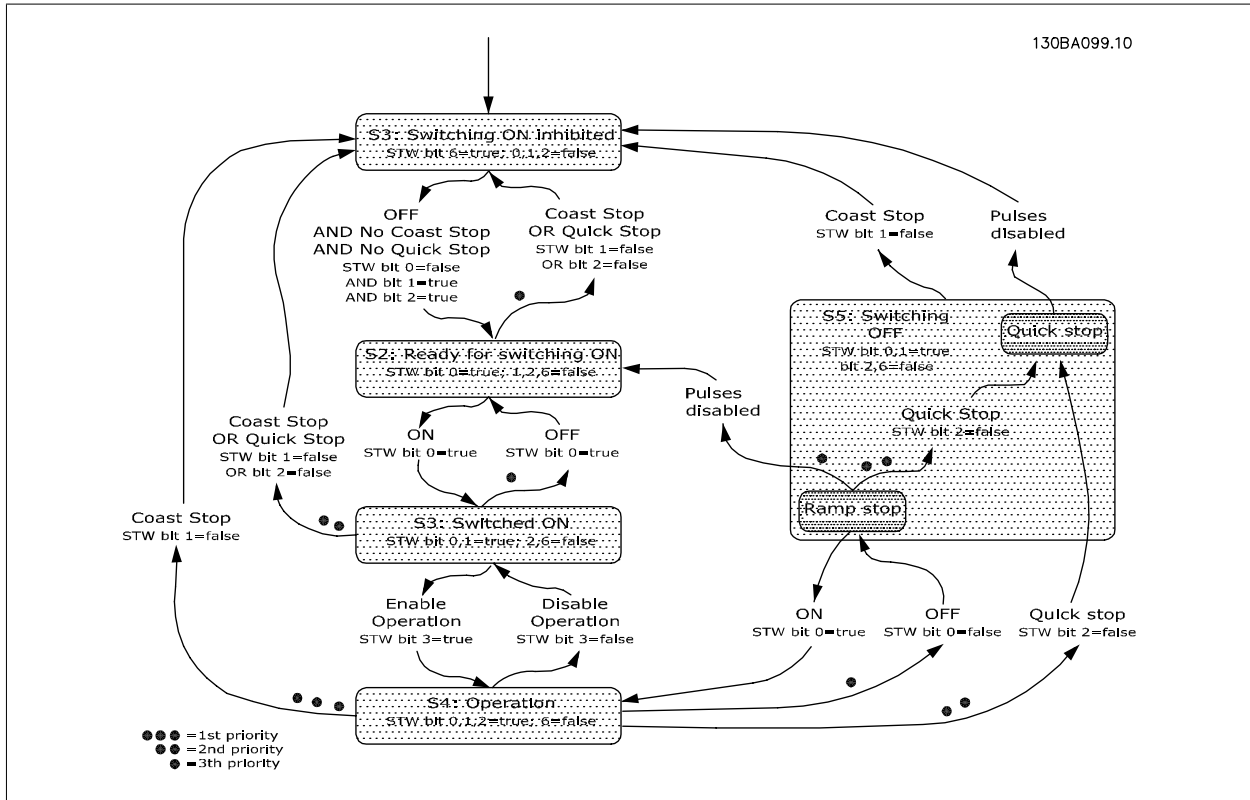 130BA099.10
S3: Switching ON inhibited
STW bit 6=true; 0,1,2=false
OFF
AND No Coast Stop
AND No Quick Stop
STW bit 0=false
AND bit 1=true
AND bit 2=true
Coast Stop
OR Quick Stop
STW bit 1=false
OR bit 2=false
Coast Stop
STW bit 1=false
Pulses
disabled
S5: Switching
OFF
STW bit 0,1=true
bit 2,6=false
Quick stop
S2: Ready for switching ON
STW bit 0=true; 1,2,6=false
Pulses
disabled
Quick Stop
STW bit 2=false
Coast Stop
OR Quick Stop
STW bit 1=false
OR bit 2=false
ON
STW bit 0=true
OFF
STW bit 0=true
Ramp stop
Coast Stop
STW bit 1=false
S3: Switched ON
STW bit 0,1=true; 2,6=false
Enable
Operation
STW bit 3=true
Disable
Operation
STW bit 3=false
ON
STW bit 0=true
OFF
STW bit 0=false
Quick stop
STW bit 2=false
S4: Operation
STW bit 0,1,2=true; 6=false
=1st priority
=2nd priority
=3th priority